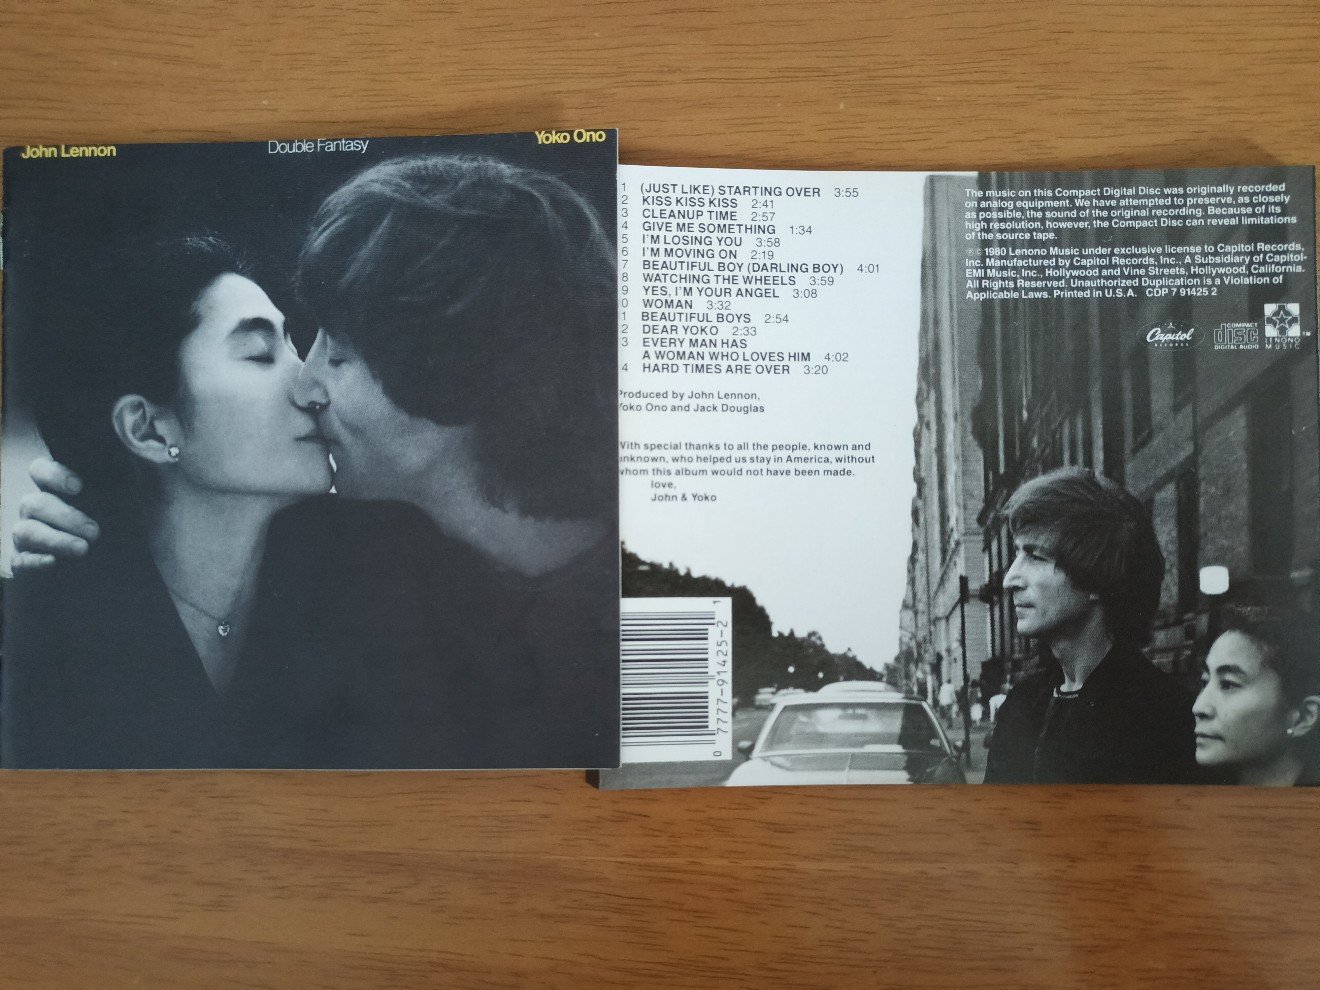 John Lennon
Double Fantasy
Yoko Ono
1 (JUST LIKE) STARTING OVER 3:55
2 KISS KISS KISS 2:41
3 CLEANUP TIME 2:57
4 GIVE ME SOMETHING 1:34
5 I'M LOSING YOU 3:58
6 I'M MOVING ON 2:19
7 BEAUTIFUL BOY (DARLING BOY) 4:01
8 WATCHING THE WHEELS 3:59
9 YES, I'M YOUR ANGEL 3:08
0 WOMAN 3:32
1 BEAUTIFUL BOYS 2:54
2 DEAR YOKO 2:33
3 EVERY MAN HAS
A WOMAN WHO LOVES HIM 4:02
4 HARD TIMES ARE OVER 3:20
Produced by John Lennon,
Yoko Ono and Jack Douglas
With special thanks to all the people, known and
unknown, who helped us stay in America, without
whom this album would not have been made.
love,
John & Yoko
The music on this Compact Digital Disc was originally recorded
on analog equipment. We have attempted to preserve, as closely
as possible, the sound of the original recording. Because of its
high resolution, however, the Compact Disc can reveal limitations
of the source tape.
℗© 1980 Lenono Music under exclusive license to Capitol Records,
Inc. Manufactured by Capitol Records, Inc., A Subsidiary of Capitol-
EMI Music, Inc., Hollywood and Vine Streets, Hollywood, California.
All Rights Reserved. Unauthorized Duplication is a Violation of
Applicable Laws. Printed in U.S.A. CDP 7 91425 2
Capitol
RECORDS
COMPACT
disc
DIGITAL AUDIO
LENONO
MUSIC
TM
0 7777-91425-2 1